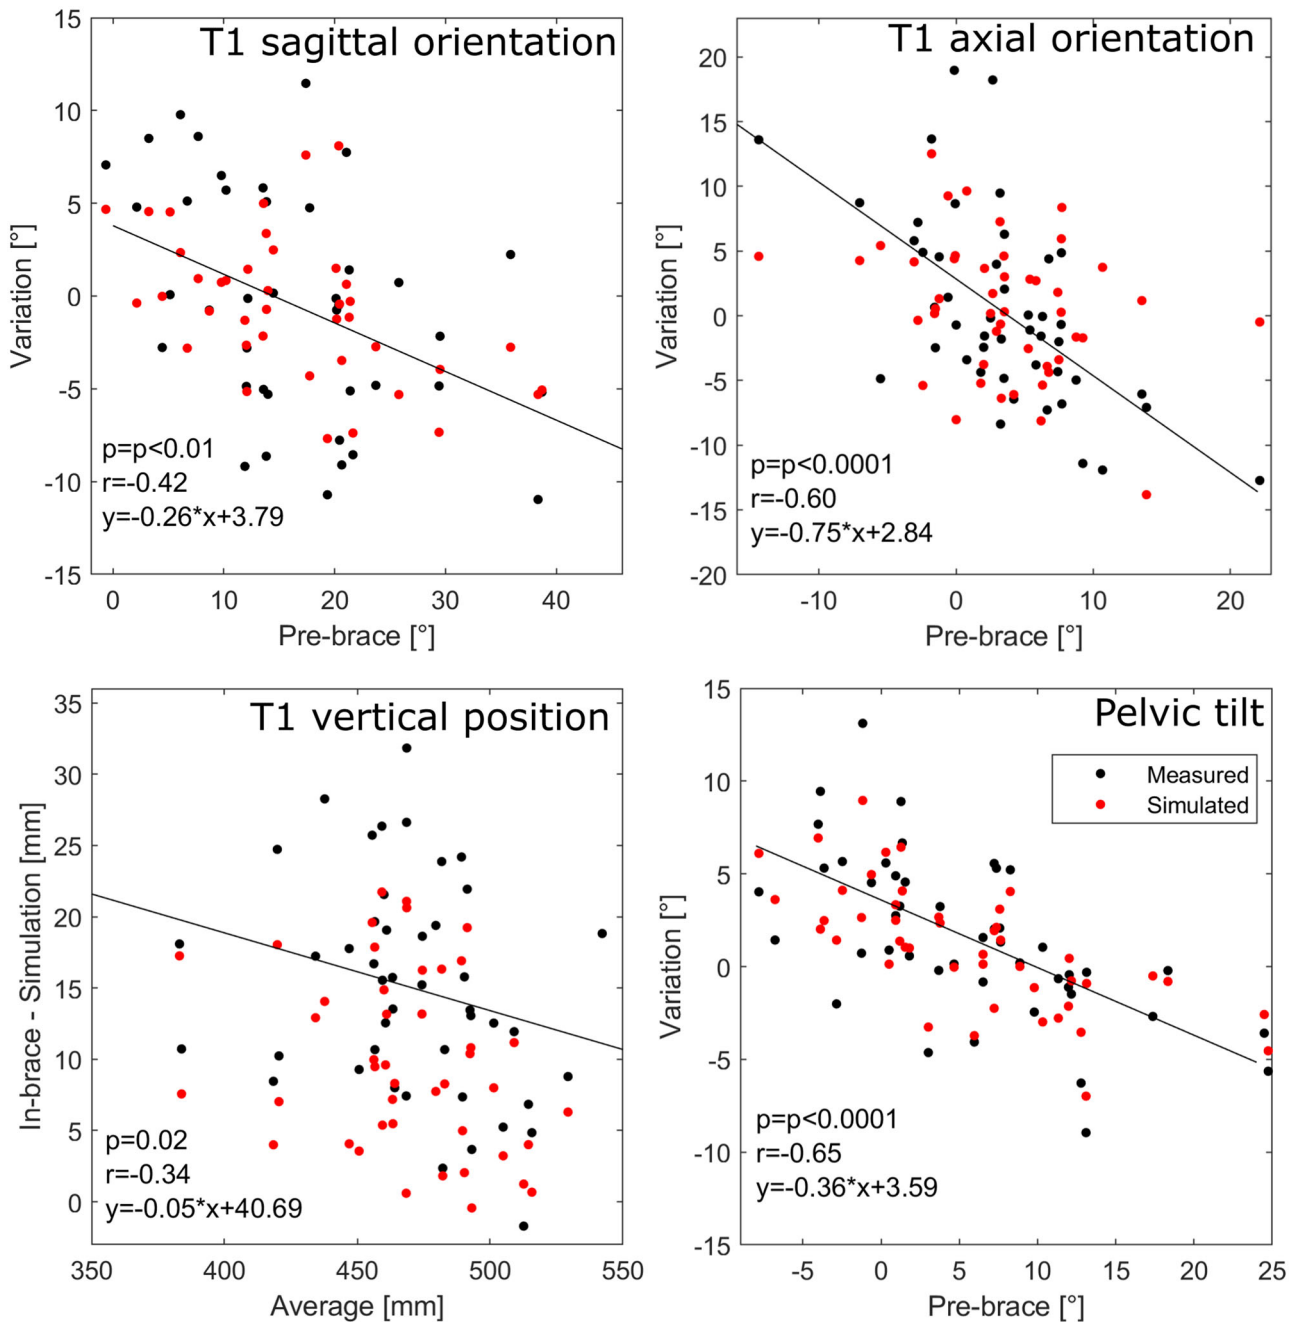 T1 sagittal orientation
15
10
5
0
-5
-10
-15
Variation [°]
p=p<0.01
r=-0.42
y=-0.26*x+3.79
0 10 20 30 40
Pre-brace [°]
T1 axial orientation
20
15
10
5
0
-5
-10
-15
-20
Variation [°]
p=p<0.0001
r=-0.60
y=-0.75*x+2.84
-10 0 10 20
Pre-brace [°]
T1 vertical position
35
30
25
20
15
10
5
0
In-brace - Simulation [mm]
p=0.02
r=-0.34
y=-0.05*x+40.69
350 400 450 500 550
Average [mm]
Pelvic tilt
Measured
Simulated
15
10
5
0
-5
-10
-15
Variation [°]
p=p<0.0001
r=-0.65
y=-0.36*x+3.59
-5 0 5 10 15 20 25
Pre-brace [°]